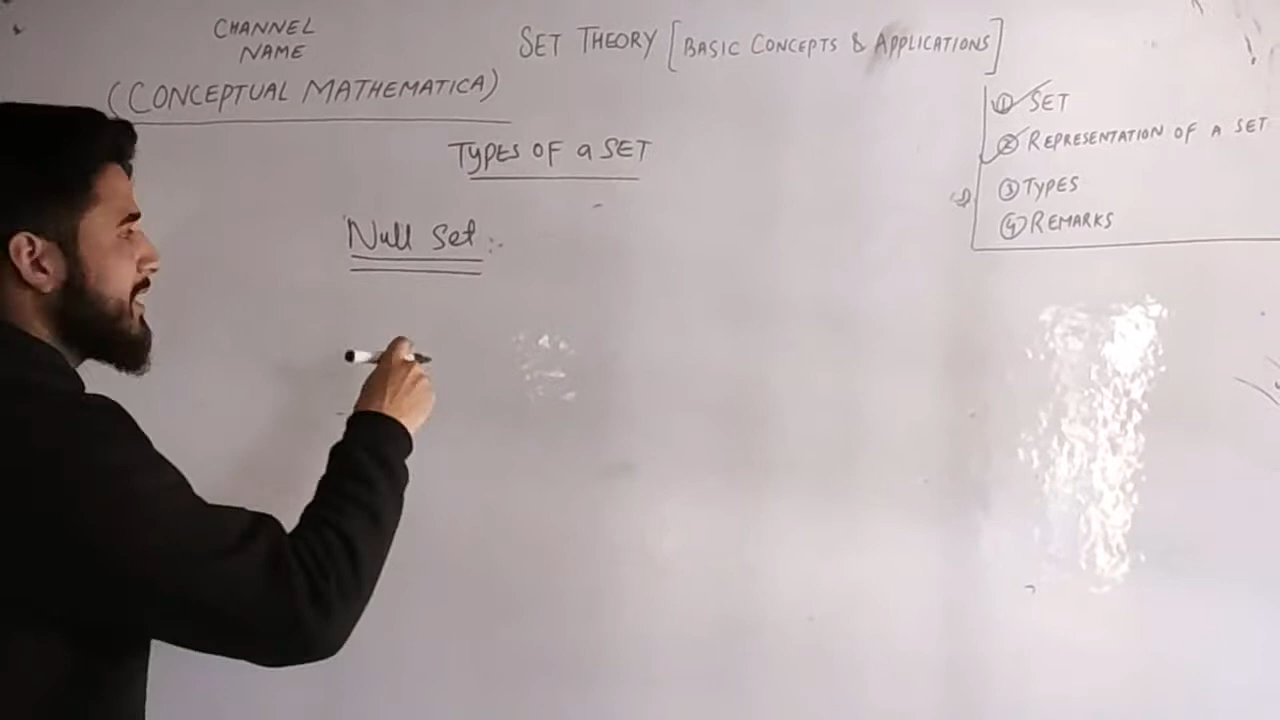 CHANNEL
NAME
(CONCEPTUAL MATHEMATICA)
SET THEORY [BASIC CONCEPTS & APPLICATIONS]
① SET
② REPRESENTATION OF A SET
③ TYPES
④ REMARKS
TYPES OF a SET
Null Set :-